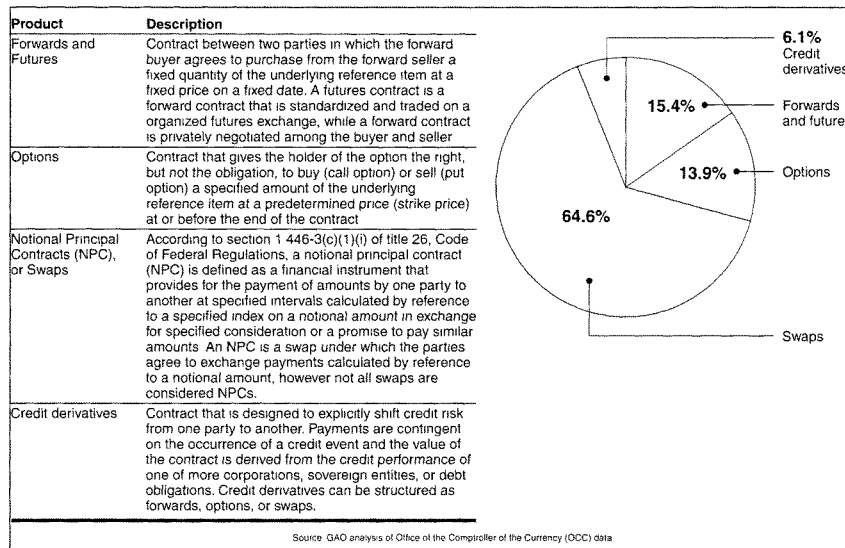 Product Description
Forwards and Futures
Contract between two parties in which the forward
buyer agrees to purchase from the forward seller a
fixed quantity of the underlying reference item at a
fixed price on a fixed date. A futures contract is a
forward contract that is standardized and traded on a
organized futures exchange, while a forward contract
is privately negotiated among the buyer and seller
Options
Contract that gives the holder of the option the right,
but not the obligation, to buy (call option) or sell (put
option) a specified amount of the underlying
reference item at a predetermined price (strike price)
at or before the end of the contract
Notional Principal
Contracts (NPC),
or Swaps
According to section 1 446-3(c)(1)(i) of title 26, Code
of Federal Regulations, a notional principal contract
(NPC) is defined as a financial instrument that
provides for the payment of amounts by one party to
another at specified intervals calculated by reference
to a specified index on a notional amount in exchange
for specified consideration or a promise to pay similar
amounts An NPC is a swap under which the parties
agree to exchange payments calculated by reference
to a notional amount, however not all swaps are
considered NPCs.
Credit derivatives
Contract that is designed to explicitly shift credit risk
from one party to another. Payments are contingent
on the occurrence of a credit event and the value of
the contract is derived from the credit performance of
one of more corporations, sovereign entities, or debt
obligations. Credit derivatives can be structured as
forwards, options, or swaps.
6.1%
Credit
derivatives
15.4%
Forwards
and future
13.9%
Options
64.6%
Swaps
Source GAO analysis of Office of the Comptroller of the Currency (OCC) data